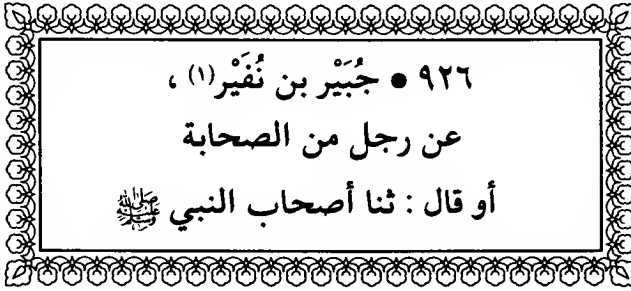 ٩٢٦ ● جُبَيْر بن نُفَيْر(١) ،
عن رجل من الصحابة
أو قال : ثنا أصحاب النبي ﷺ